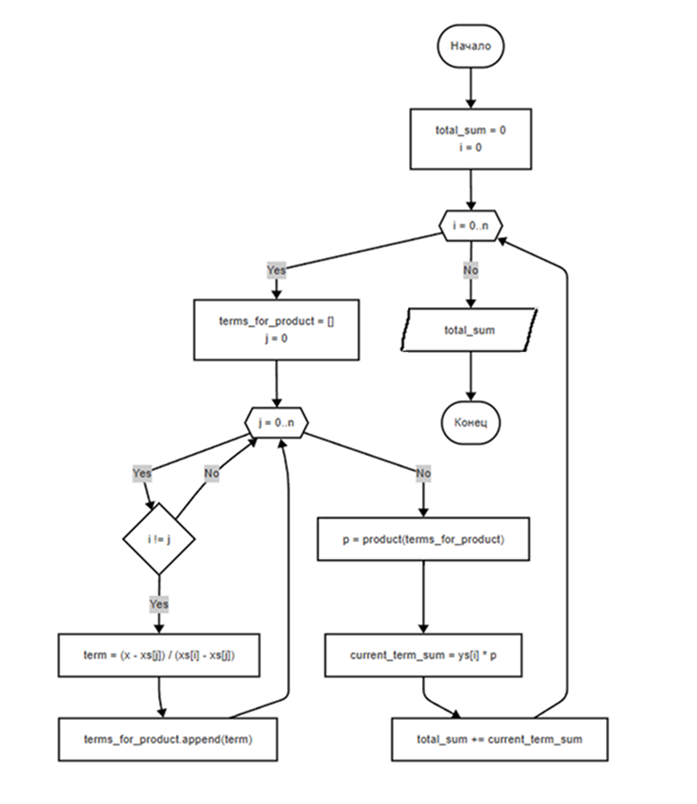 Начало
total_sum = 0
i = 0
i = 0..n
Yes
No
terms_for_product = []
j = 0
total_sum
j = 0..n
Конец
Yes
No
No
i != j
p = product(terms_for_product)
Yes
term = (x - xs[j]) / (xs[i] - xs[j])
current_term_sum = ys[i] * p
terms_for_product.append(term)
total_sum += current_term_sum